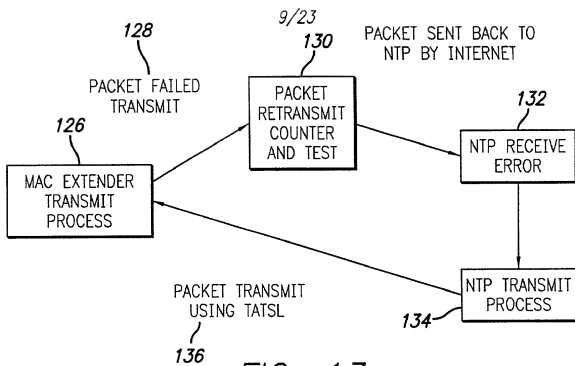 9/23
128
130
PACKET SENT BACK TO
NTP BY INTERNET
PACKET FAILED
TRANSMIT
PACKET
RETRANSMIT
COUNTER
AND TEST
132
NTP RECEIVE
ERROR
126
MAC EXTENDER
TRANSMIT
PROCESS
PACKET TRANSMIT
USING TATSL
136
NTP TRANSMIT
PROCESS
134